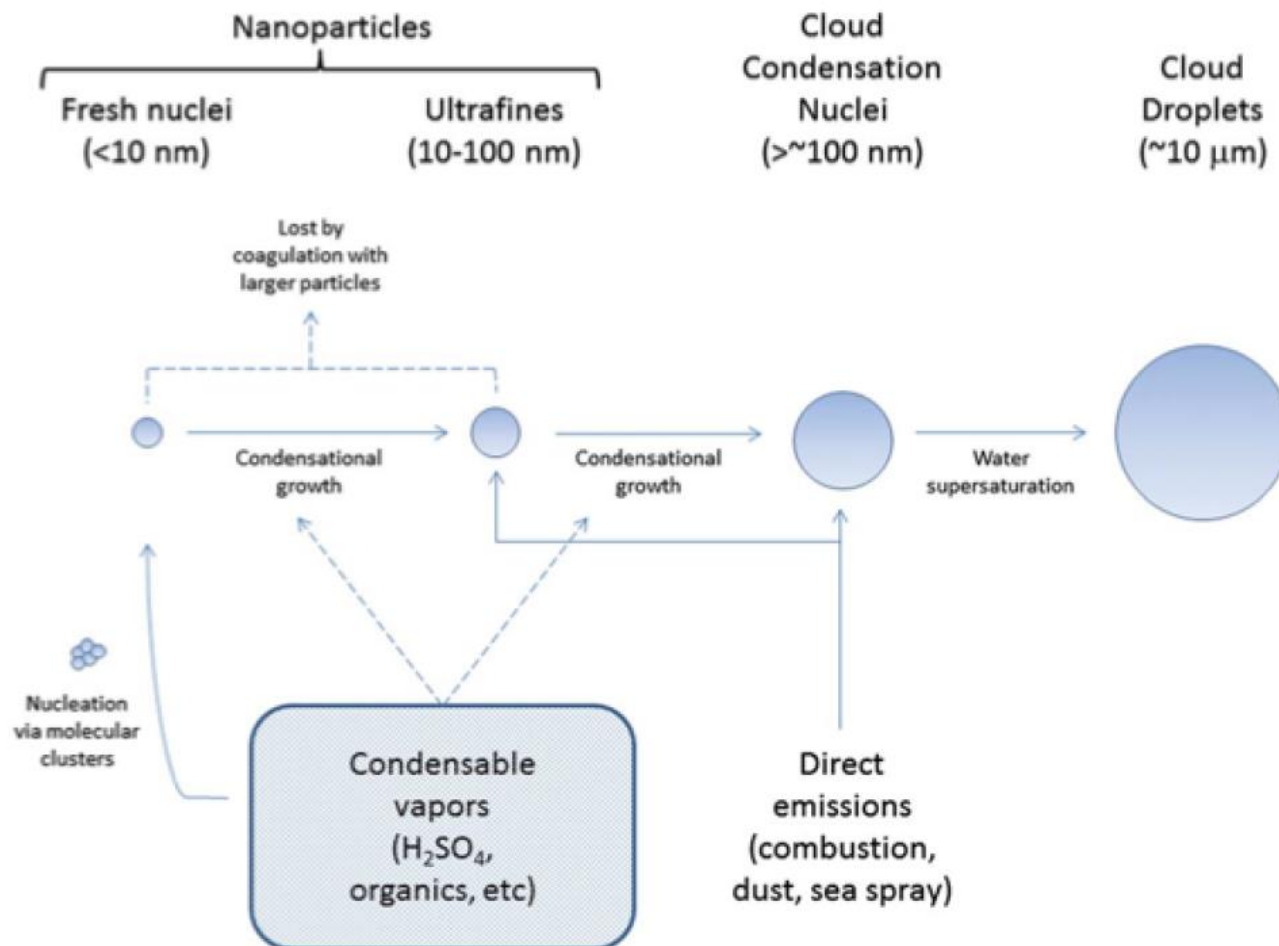 Nanoparticles
Fresh nuclei
(<10 nm)
Ultrafines
(10-100 nm)
Cloud
Condensation
Nuclei
(>~100 nm)
Cloud
Droplets
(~10 μm)
Lost by
coagulation with
larger particles
Condensational
growth
Condensational
growth
Water
supersaturation
Nucleation
via molecular
clusters
Condensable
vapors
(H₂SO₄,
organics, etc)
Direct
emissions
(combustion,
dust, sea spray)